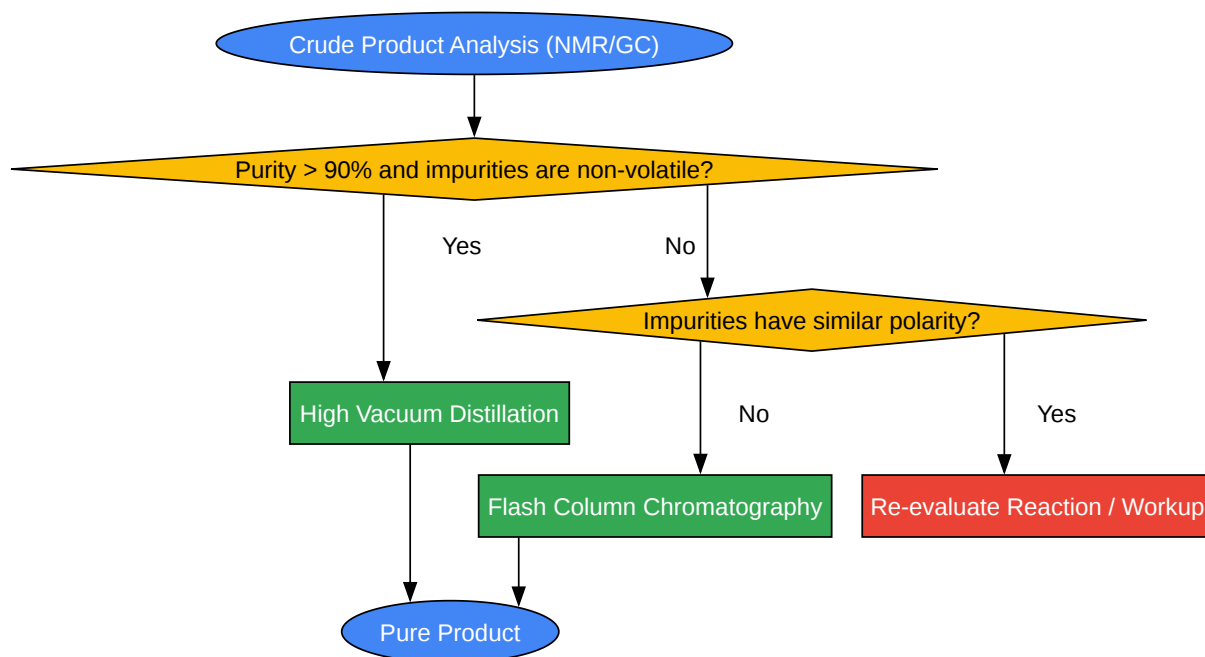 Crude Product Analysis (NMR/GC)
Purity > 90% and impurities are non-volatile?
Yes
No
Impurities have similar polarity?
High Vacuum Distillation
No
Yes
Flash Column Chromatography
Re-evaluate Reaction / Workup
Pure Product